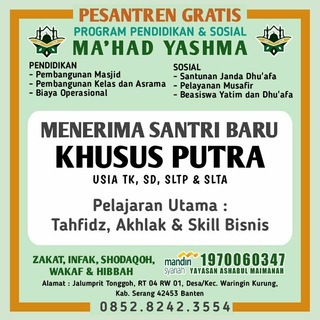 PESANTREN GRATIS
PROGRAM PENDIDIKAN & SOSIAL
MA'HAD YASHMA
PENDIDIKAN
- Pembangunan Masjid
- Pembangunan Kelas dan Asrama
- Biaya Operasional
SOSIAL
- Santunan Janda Dhu'afa
- Pelayanan Musafir
- Beasiswa Yatim dan Dhu'afa
MENERIMA SANTRI BARU
KHUSUS PUTRA
USIA TK, SD, SLTP & SLTA
Pelajaran Utama :
Tahfidz, Akhlak & Skill Bisnis
ZAKAT, INFAK, SHODAQOH,
WAKAF & HIBBAH
mandiri
syariah
1970060347
YAYASAN ASHABUL MAIMANAH
Alamat : Jalumprit Tonggoh, RT 04 RW 01, Desa/Kec. Waringin Kurung,
Kab. Serang 42453 Banten
0852.8242.3554